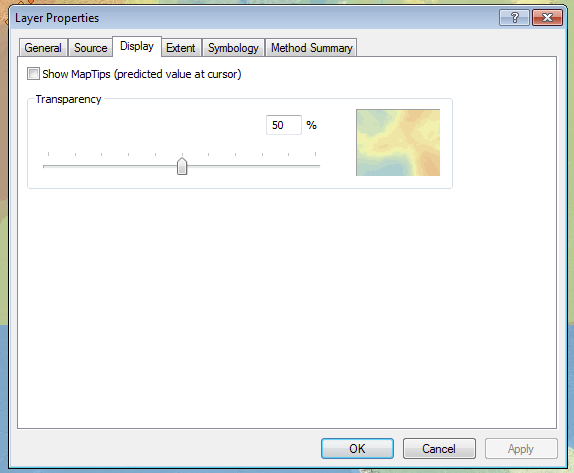 Layer Properties
General Source Display Extent Symbology Method Summary
Show MapTips (predicted value at cursor)
Transparency
50 %
OK Cancel Apply